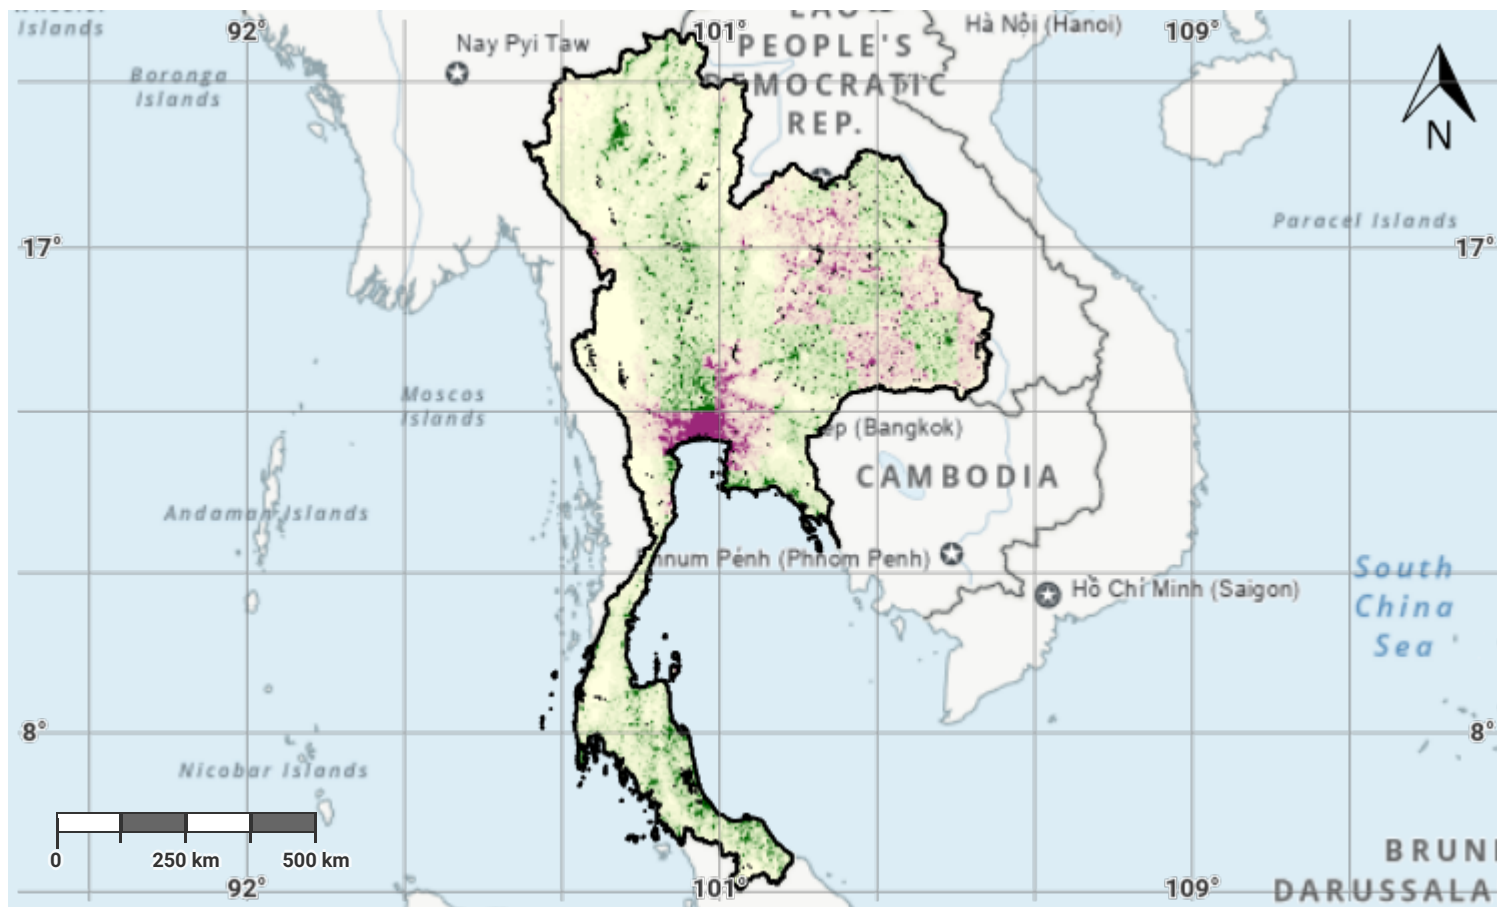 Islands
92°
101°
PEOPLE'S
Hà Nội (Hanoi)
109°
Nay Pyi Taw
Boronga
Islands
DEMOCRATIC
REP.
N
Paracel Islands
17°
17°
Moscos
Islands
ep (Bangkok)
CAMBODIA
Andaman Islands
Phnum Pénh (Phnom Penh)
Hồ Chí Minh (Saigon)
South
China
Sea
8°
8°
Nicobar Islands
0
250 km
500 km
92°
101°
109°
BRUN
DARUSSALA